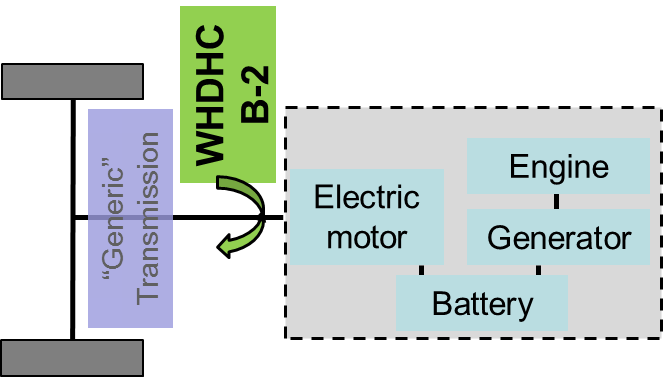 WHDHC
B-2
“Generic”
Transmission
Electric
motor
Engine
Generator
Battery